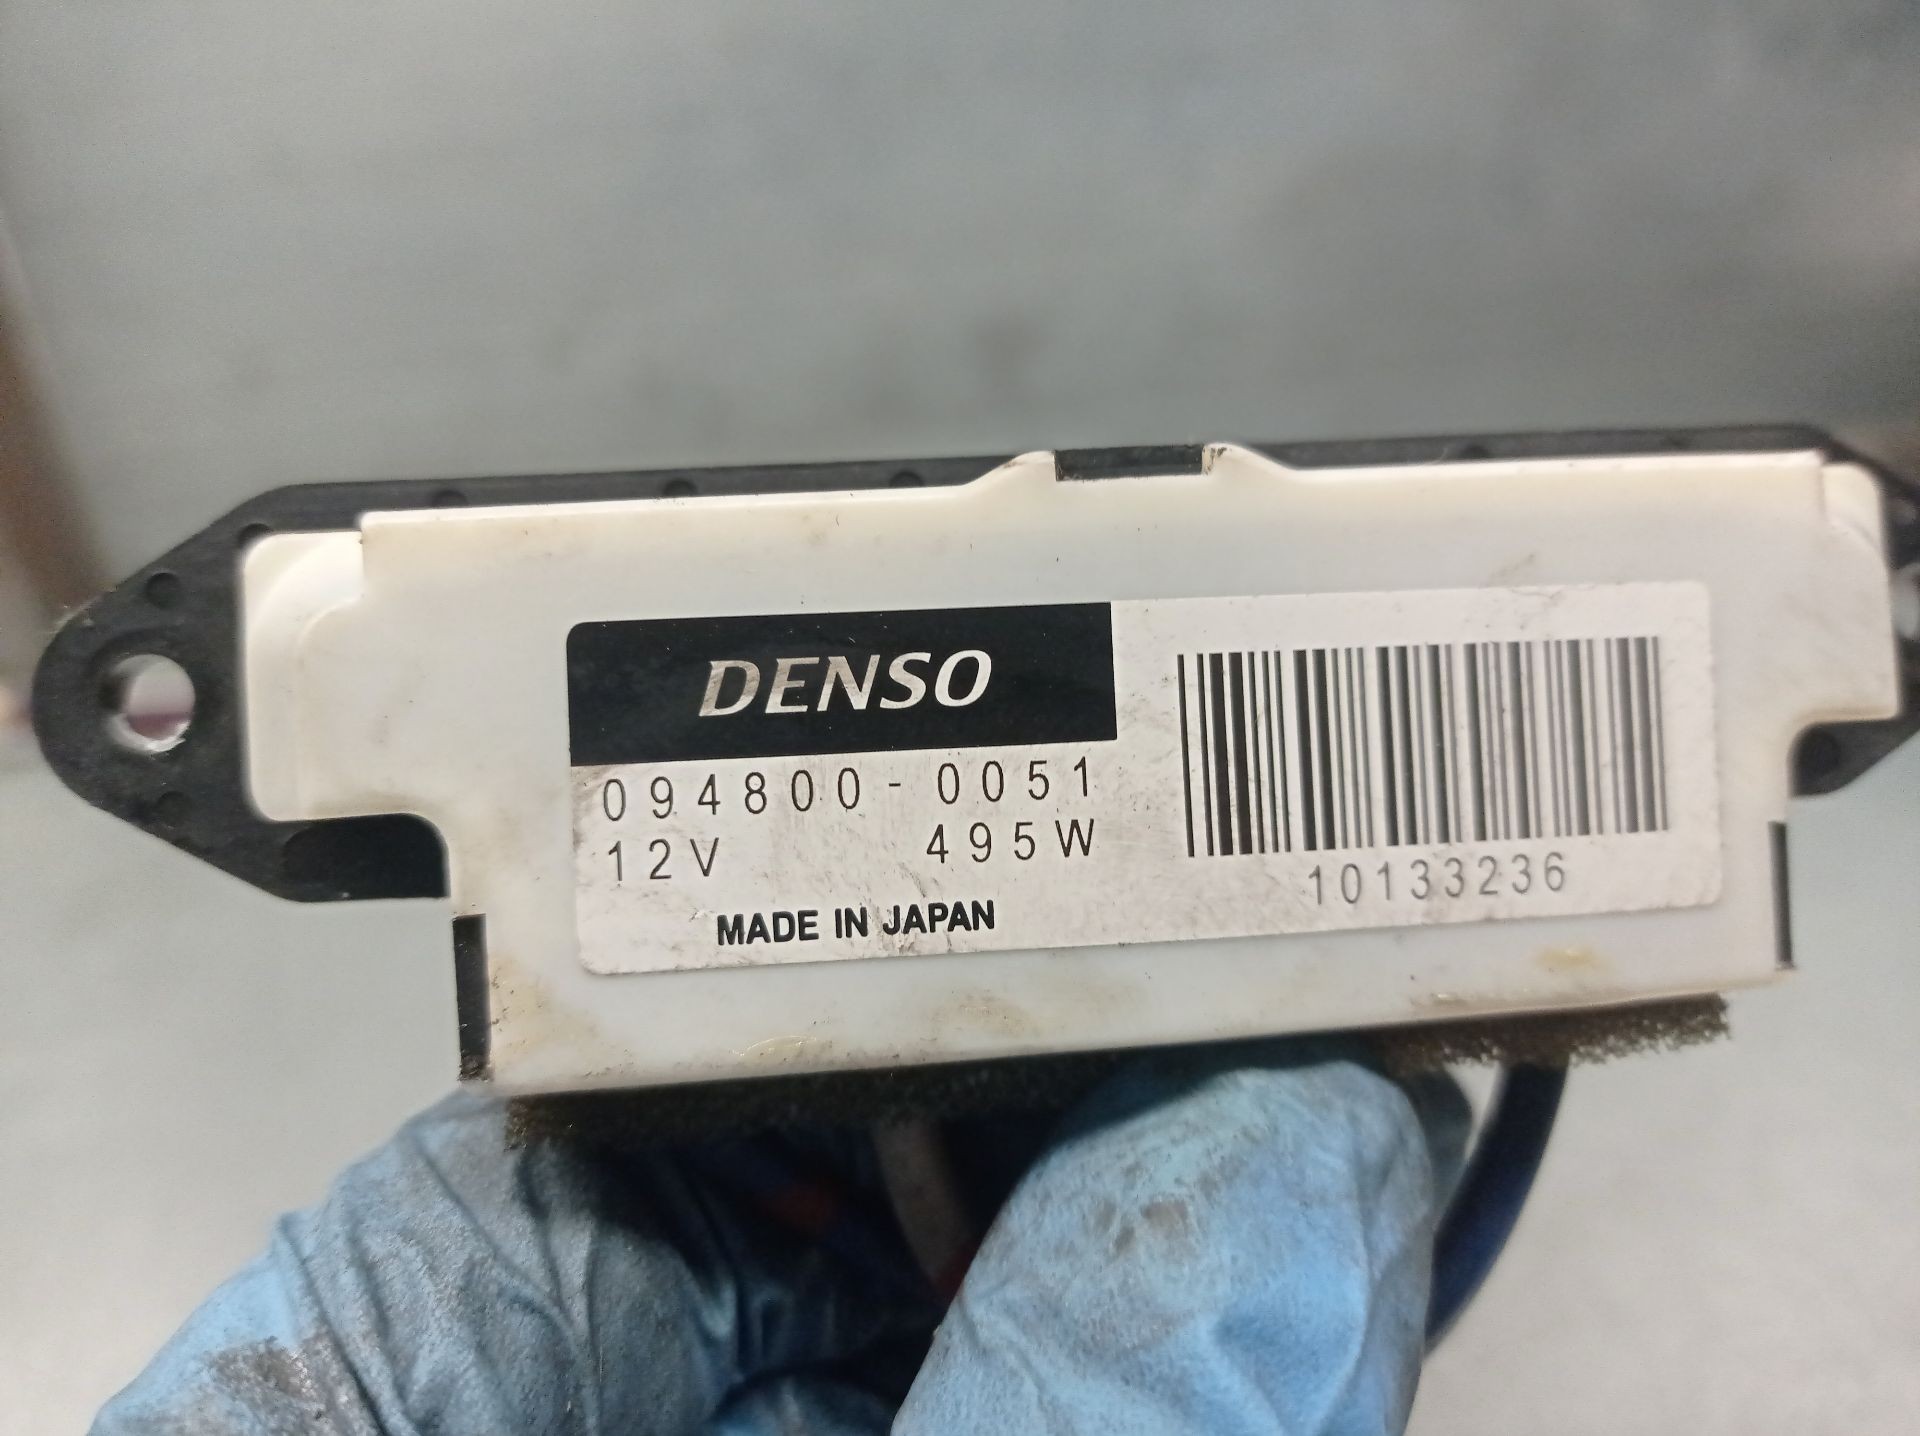 DENSO
094800-0051
12V 495W
MADE IN JAPAN
10133236